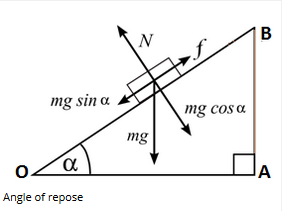 B
N
f
mg sin α
mg cos α
mg
α
O
A
Angle of repose